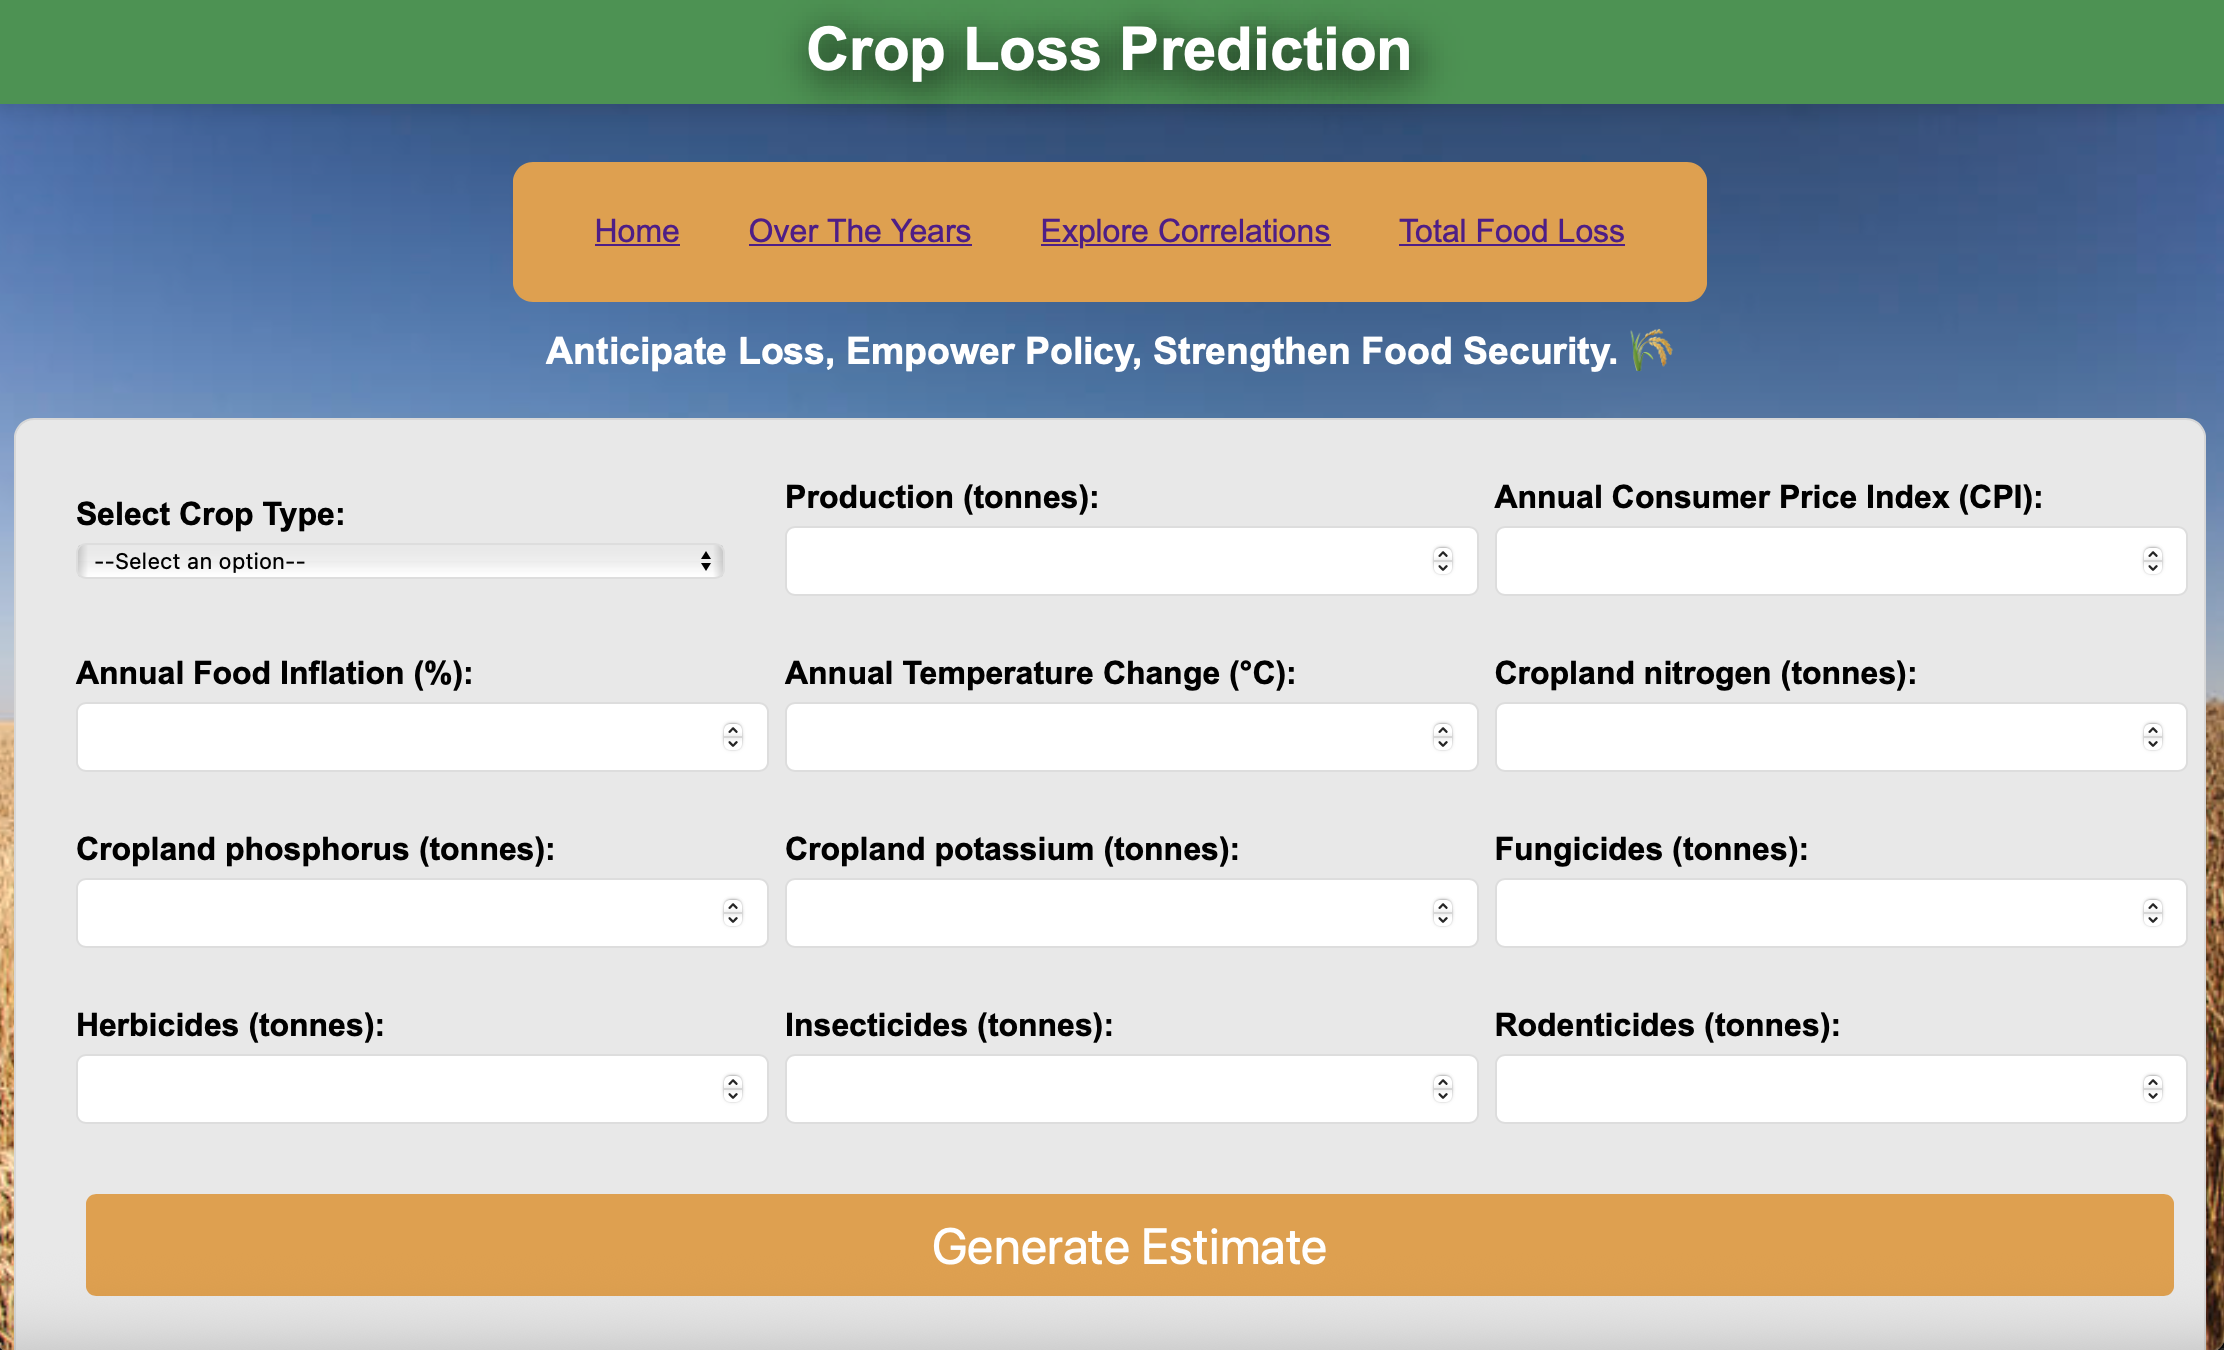 Crop Loss Prediction
Home Over The Years Explore Correlations Total Food Loss
Anticipate Loss, Empower Policy, Strengthen Food Security. 🌾
Select Crop Type:
--Select an option--
Production (tonnes):
Annual Consumer Price Index (CPI):
Annual Food Inflation (%):
Annual Temperature Change (°C):
Cropland nitrogen (tonnes):
Cropland phosphorus (tonnes):
Cropland potassium (tonnes):
Fungicides (tonnes):
Herbicides (tonnes):
Insecticides (tonnes):
Rodenticides (tonnes):
Generate Estimate